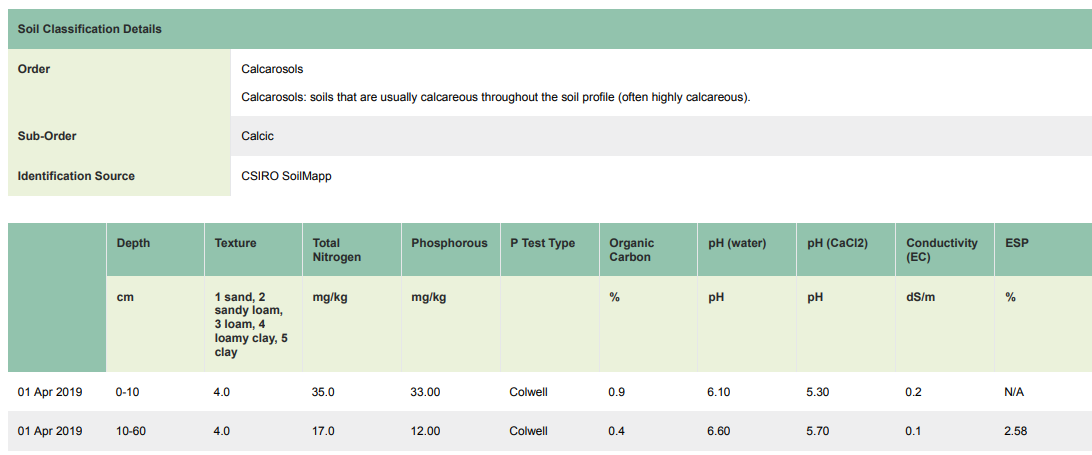 Soil Classification Details
Order Calcarosols
Calcarosols: soils that are usually calcareous throughout the soil profile (often highly calcareous).
Sub-Order Calcic
Identification Source CSIRO SoilMapp
Depth Texture Total Nitrogen Phosphorous P Test Type Organic Carbon pH (water) pH (CaCl2) Conductivity (EC) ESP
cm 1 sand, 2 sandy loam, 3 loam, 4 loamy clay, 5 clay mg/kg mg/kg % pH pH dS/m %
01 Apr 2019 0-10 4.0 35.0 33.00 Colwell 0.9 6.10 5.30 0.2 N/A
01 Apr 2019 10-60 4.0 17.0 12.00 Colwell 0.4 6.60 5.70 0.1 2.58